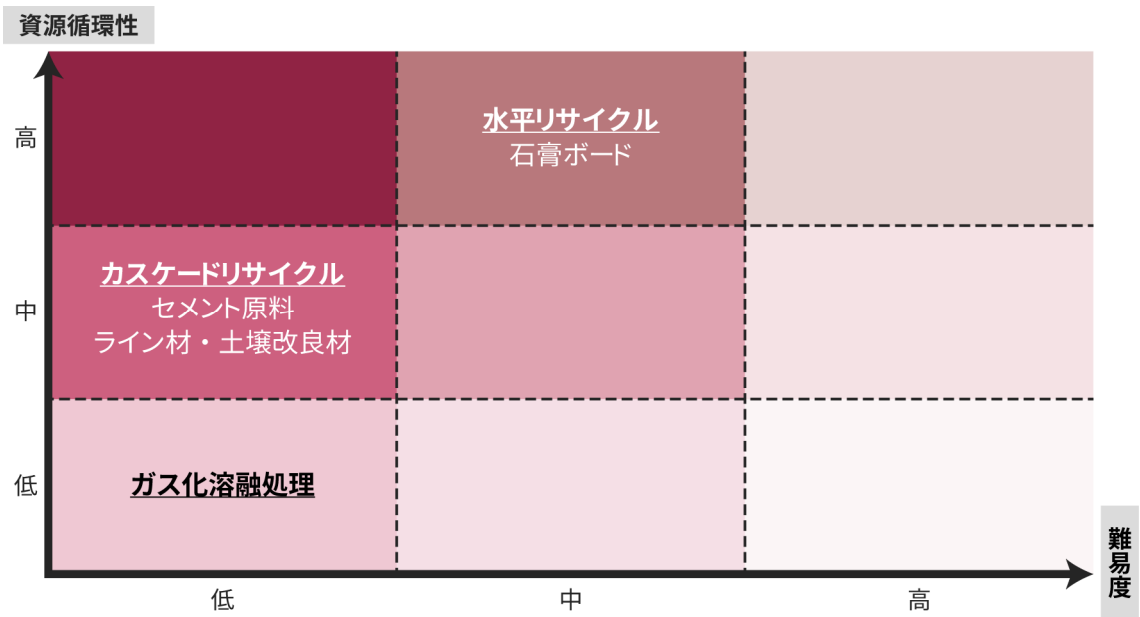 資源循環性
高
水平リサイクル
石膏ボード
中
カスケードリサイクル
セメント原料
ライン材・土壌改良材
低
ガス化溶融処理
難易度
低
中
高